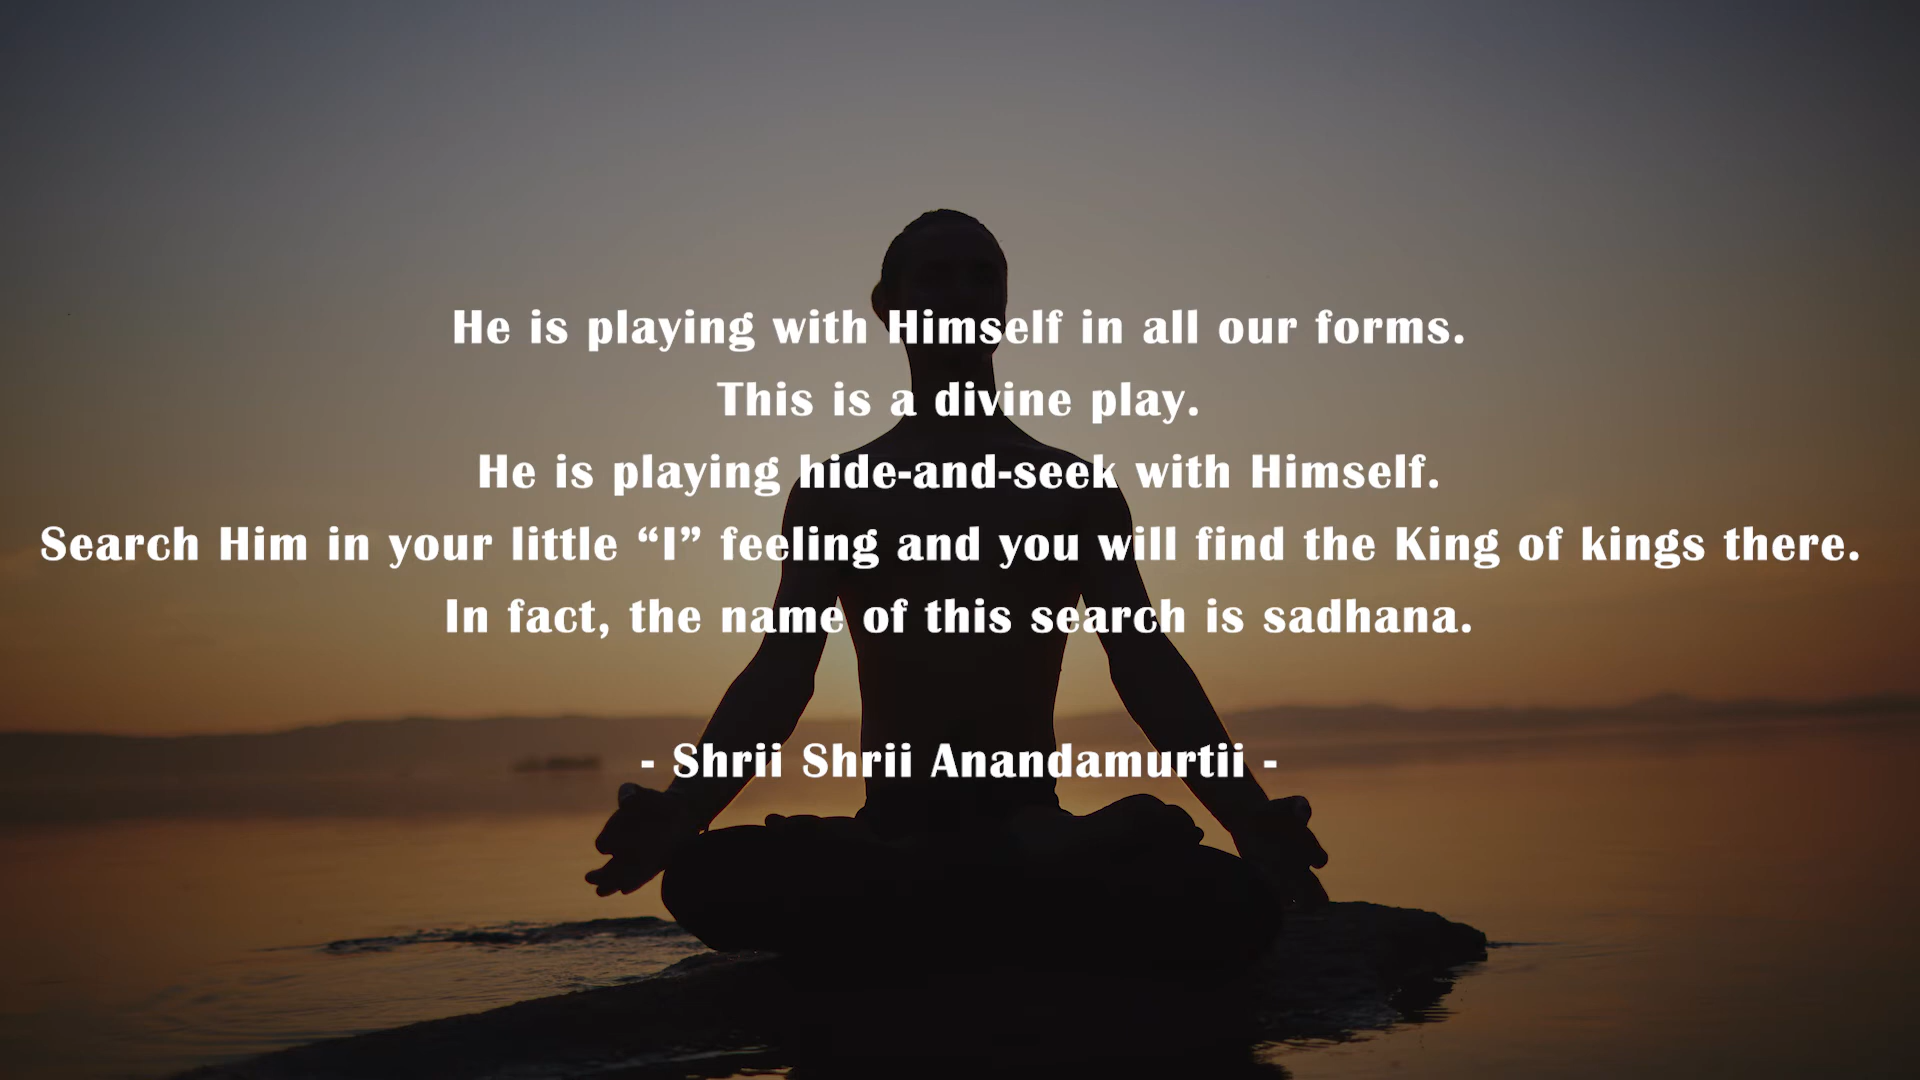 He is playing with Himself in all our forms.
This is a divine play.
He is playing hide-and-seek with Himself.
Search Him in your little “I” feeling and you will find the King of kings there.
In fact, the name of this search is sadhana.
- Shrii Shrii Anandamurtii -